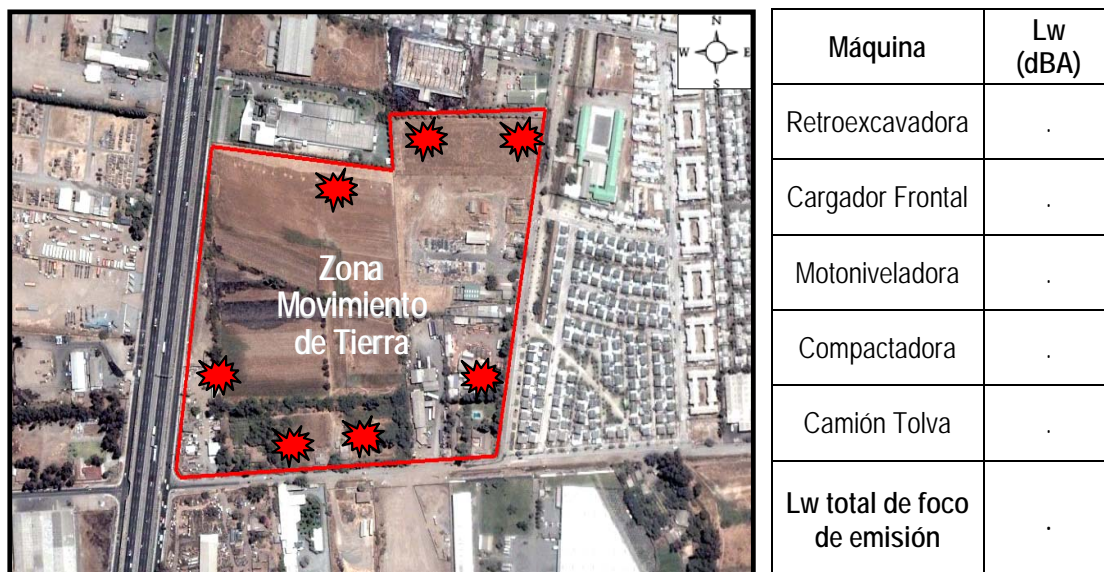 N
W E
S
Zona
Movimiento
de Tierra
Máquina
Lw
(dBA)
Retroexcavadora
.
Cargador Frontal
.
Motoniveladora
.
Compactadora
.
Camión Tolva
.
Lw total de foco
de emisión
.